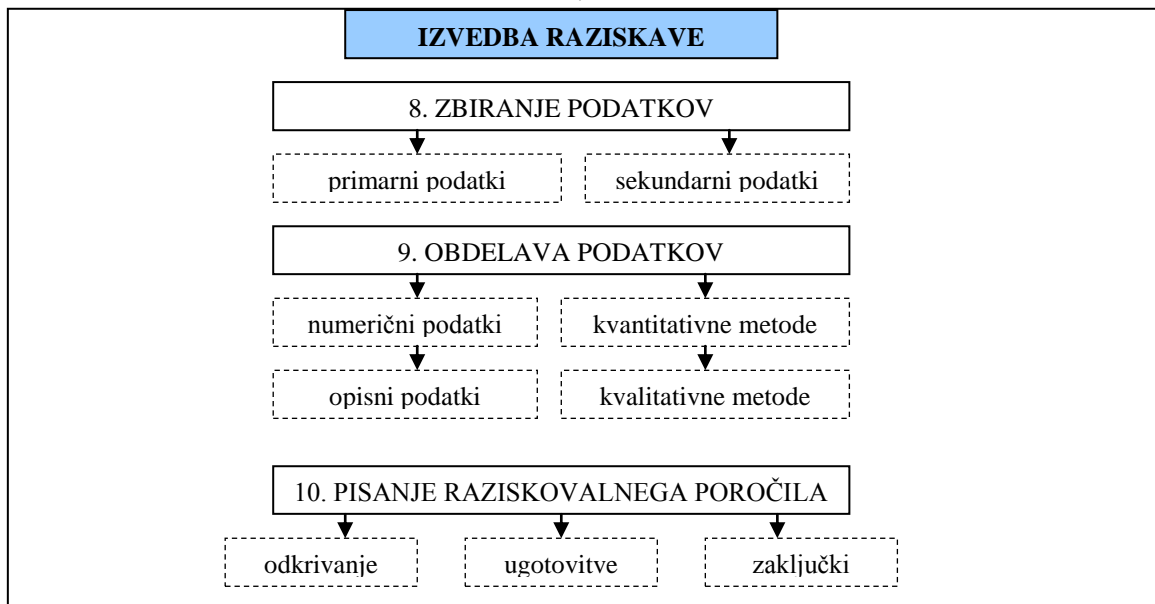 IZVEDBA RAZISKAVE
8. ZBIRANJE PODATKOV
primarni podatki
sekundarni podatki
9. OBDELAVA PODATKOV
numerični podatki
kvantitativne metode
opisni podatki
kvalitativne metode
10. PISANJE RAZISKOVALNEGA POROČILA
odkrivanje
ugotovitve
zaključki